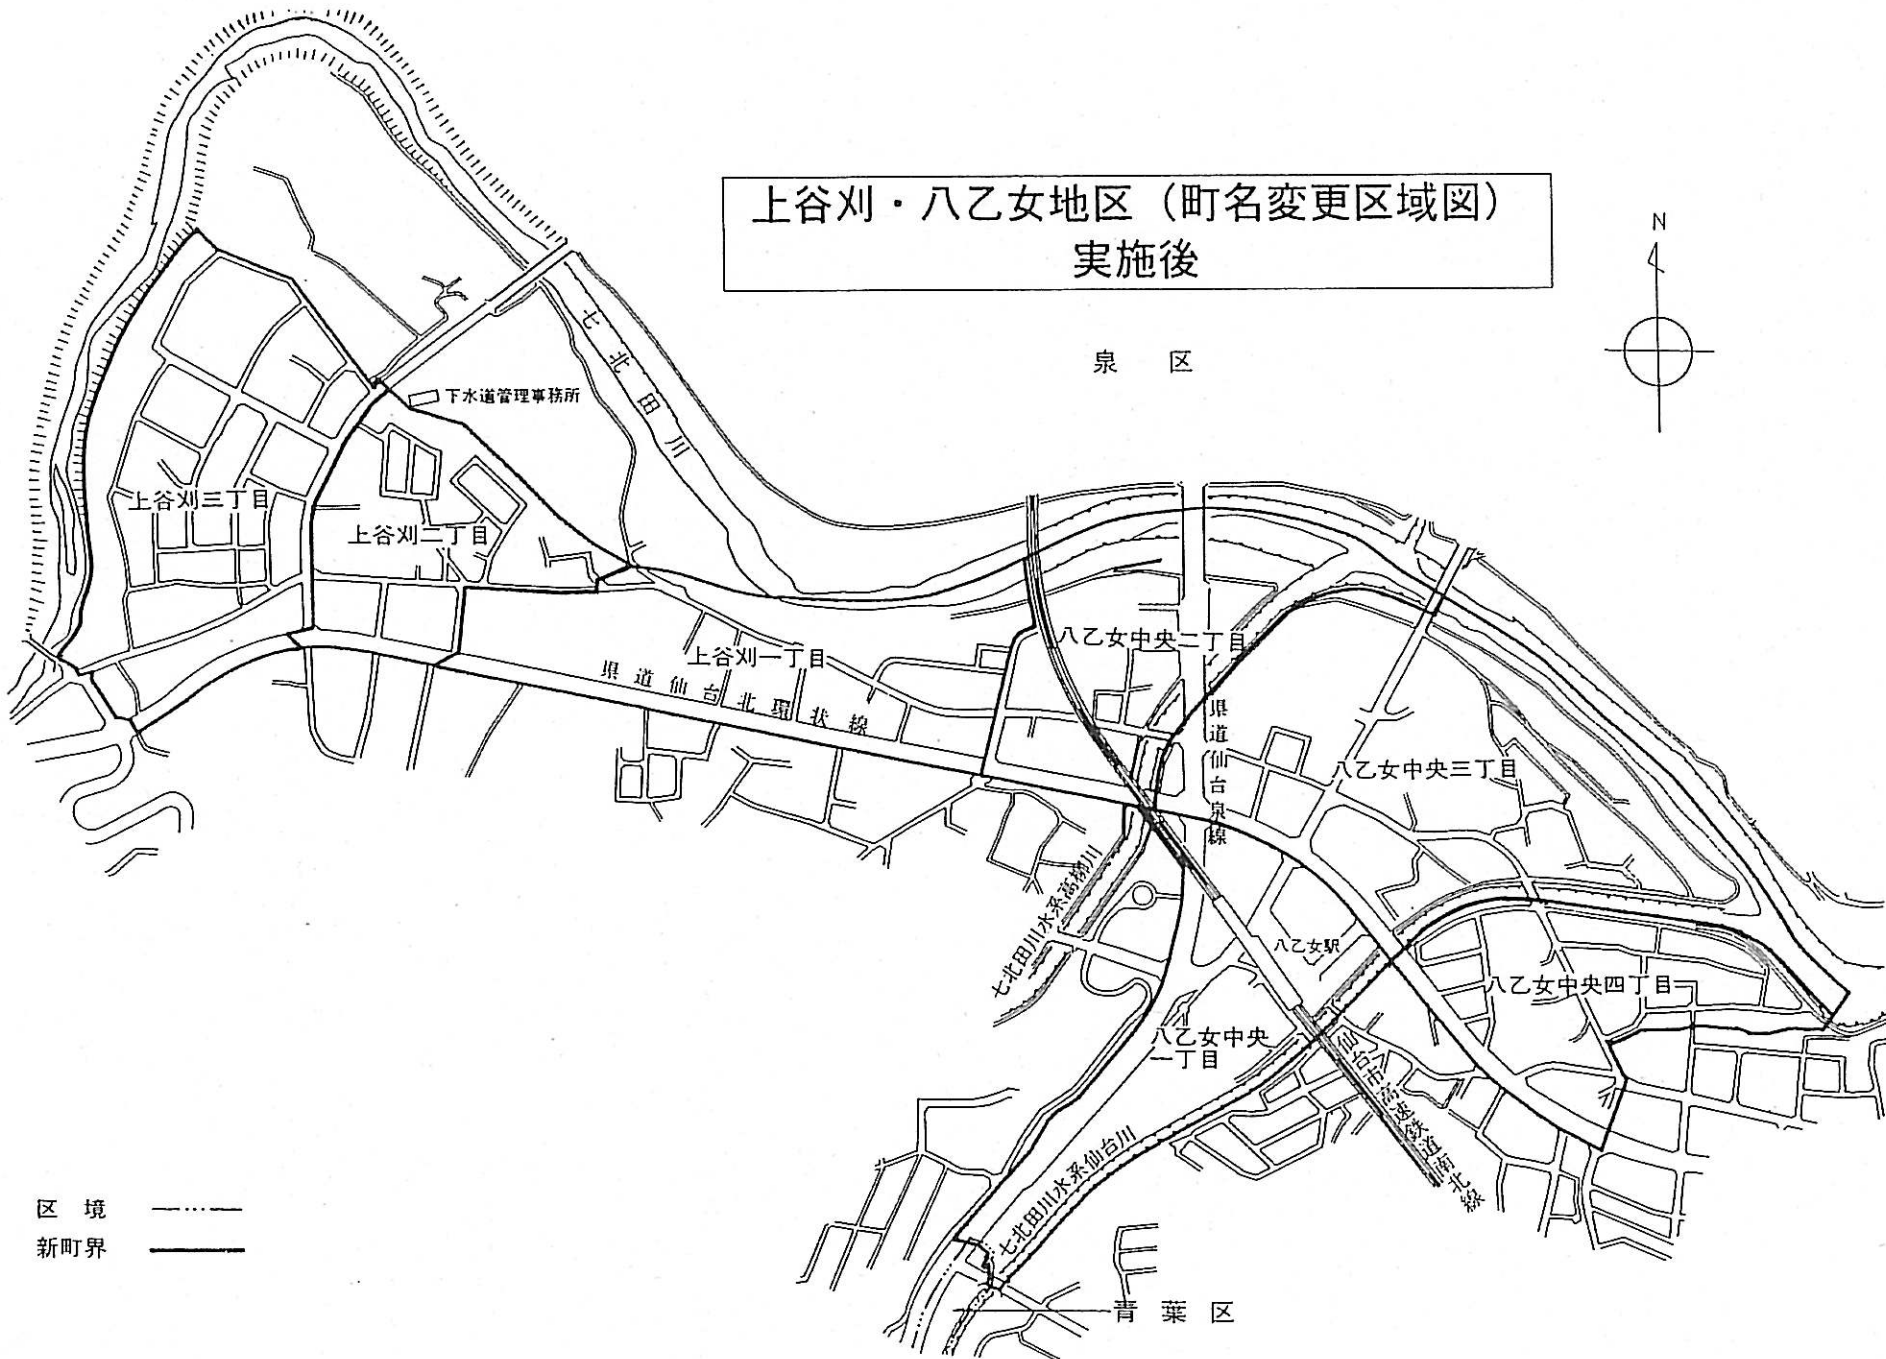 上谷刈・八乙女地区（町名変更区域図）
実施後
N
泉区
七北田川
下水道管理事務所
上谷刈三丁目
上谷刈二丁目
上谷刈一丁目
県道仙台北環状線
八乙女中央二丁目
県道仙台泉線
八乙女中央三丁目
七北田川水系高柳川
八乙女駅
八乙女中央四丁目
八乙女中央
一丁目
仙台市高速鉄道南北線
七北田川水系仙台川
区境
新町界
青葉区